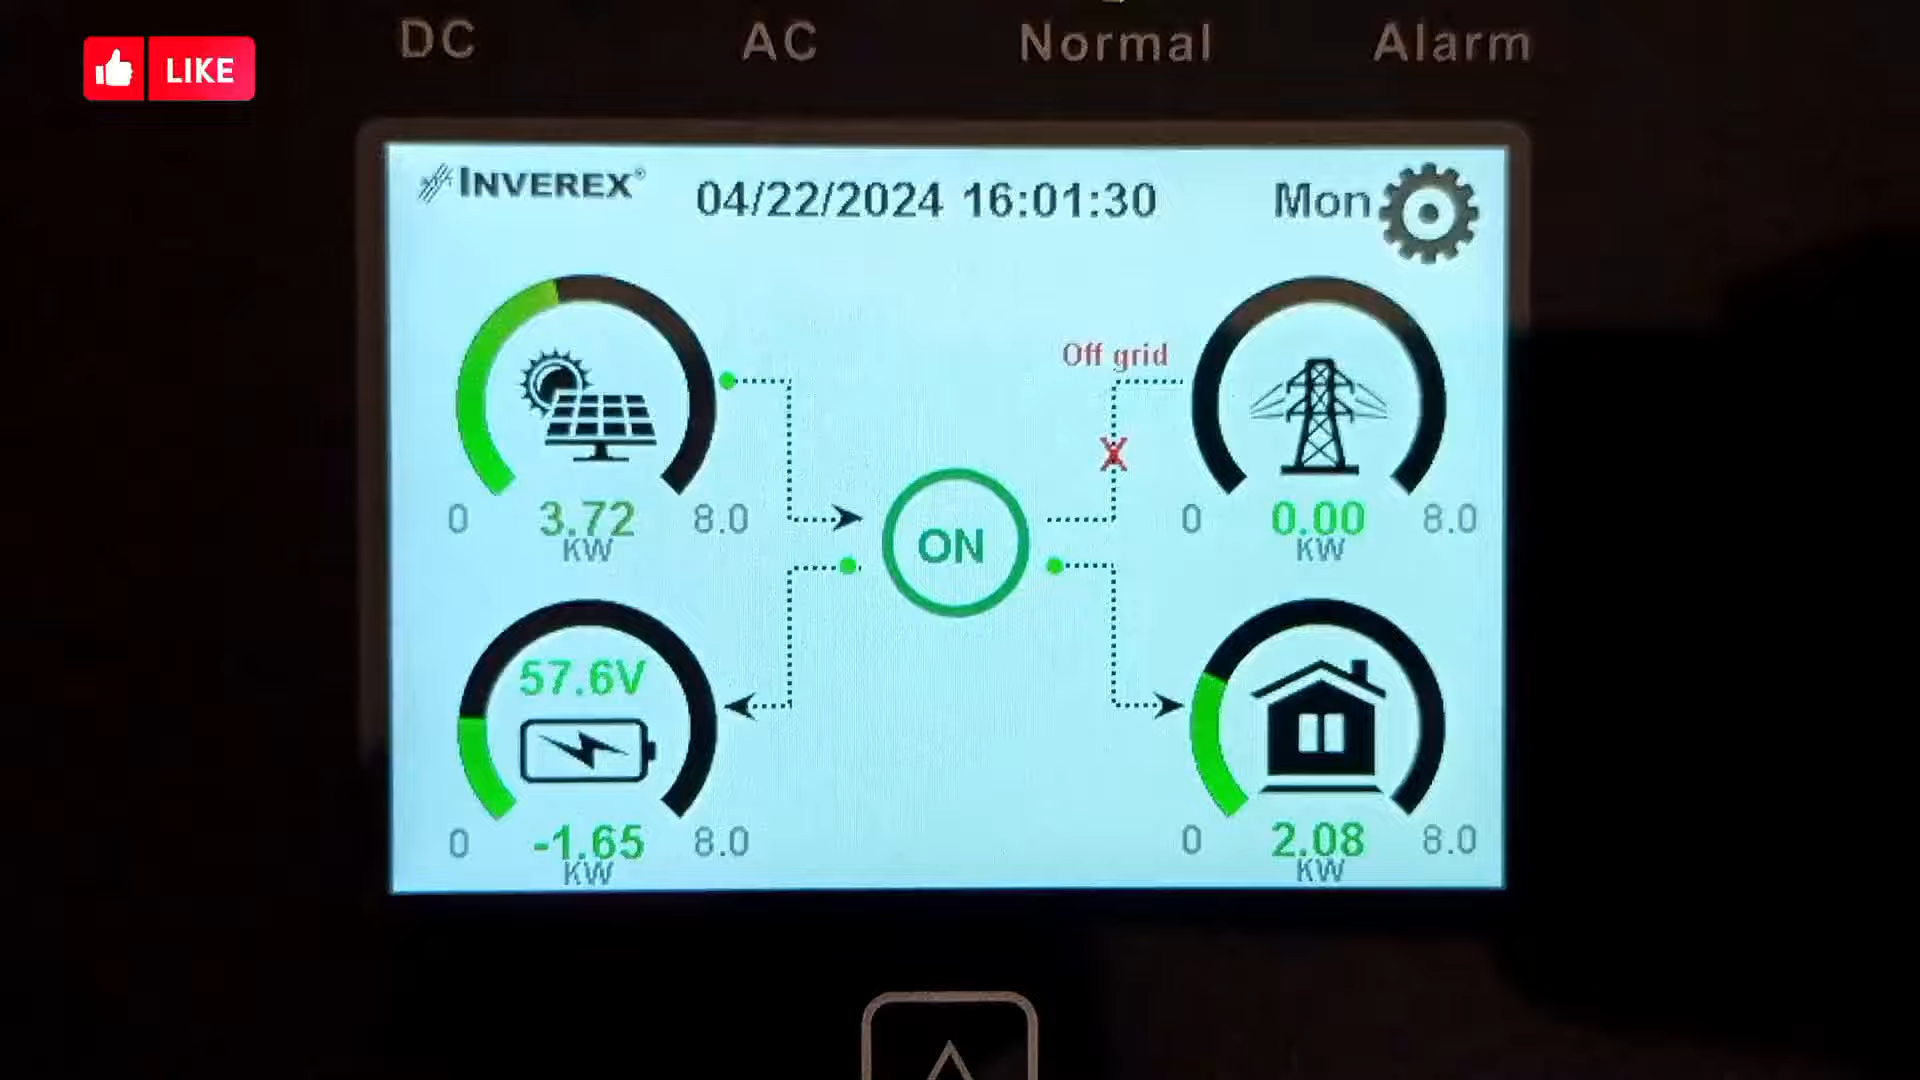 DC AC Normal Alarm
LIKE
INVEREX® 04/22/2024 16:01:30 Mon
Off grid
0 3.72 8.0
KW
0 0.00 8.0
KW
ON
57.6V
0 -1.65 8.0
KW
0 2.08 8.0
KW